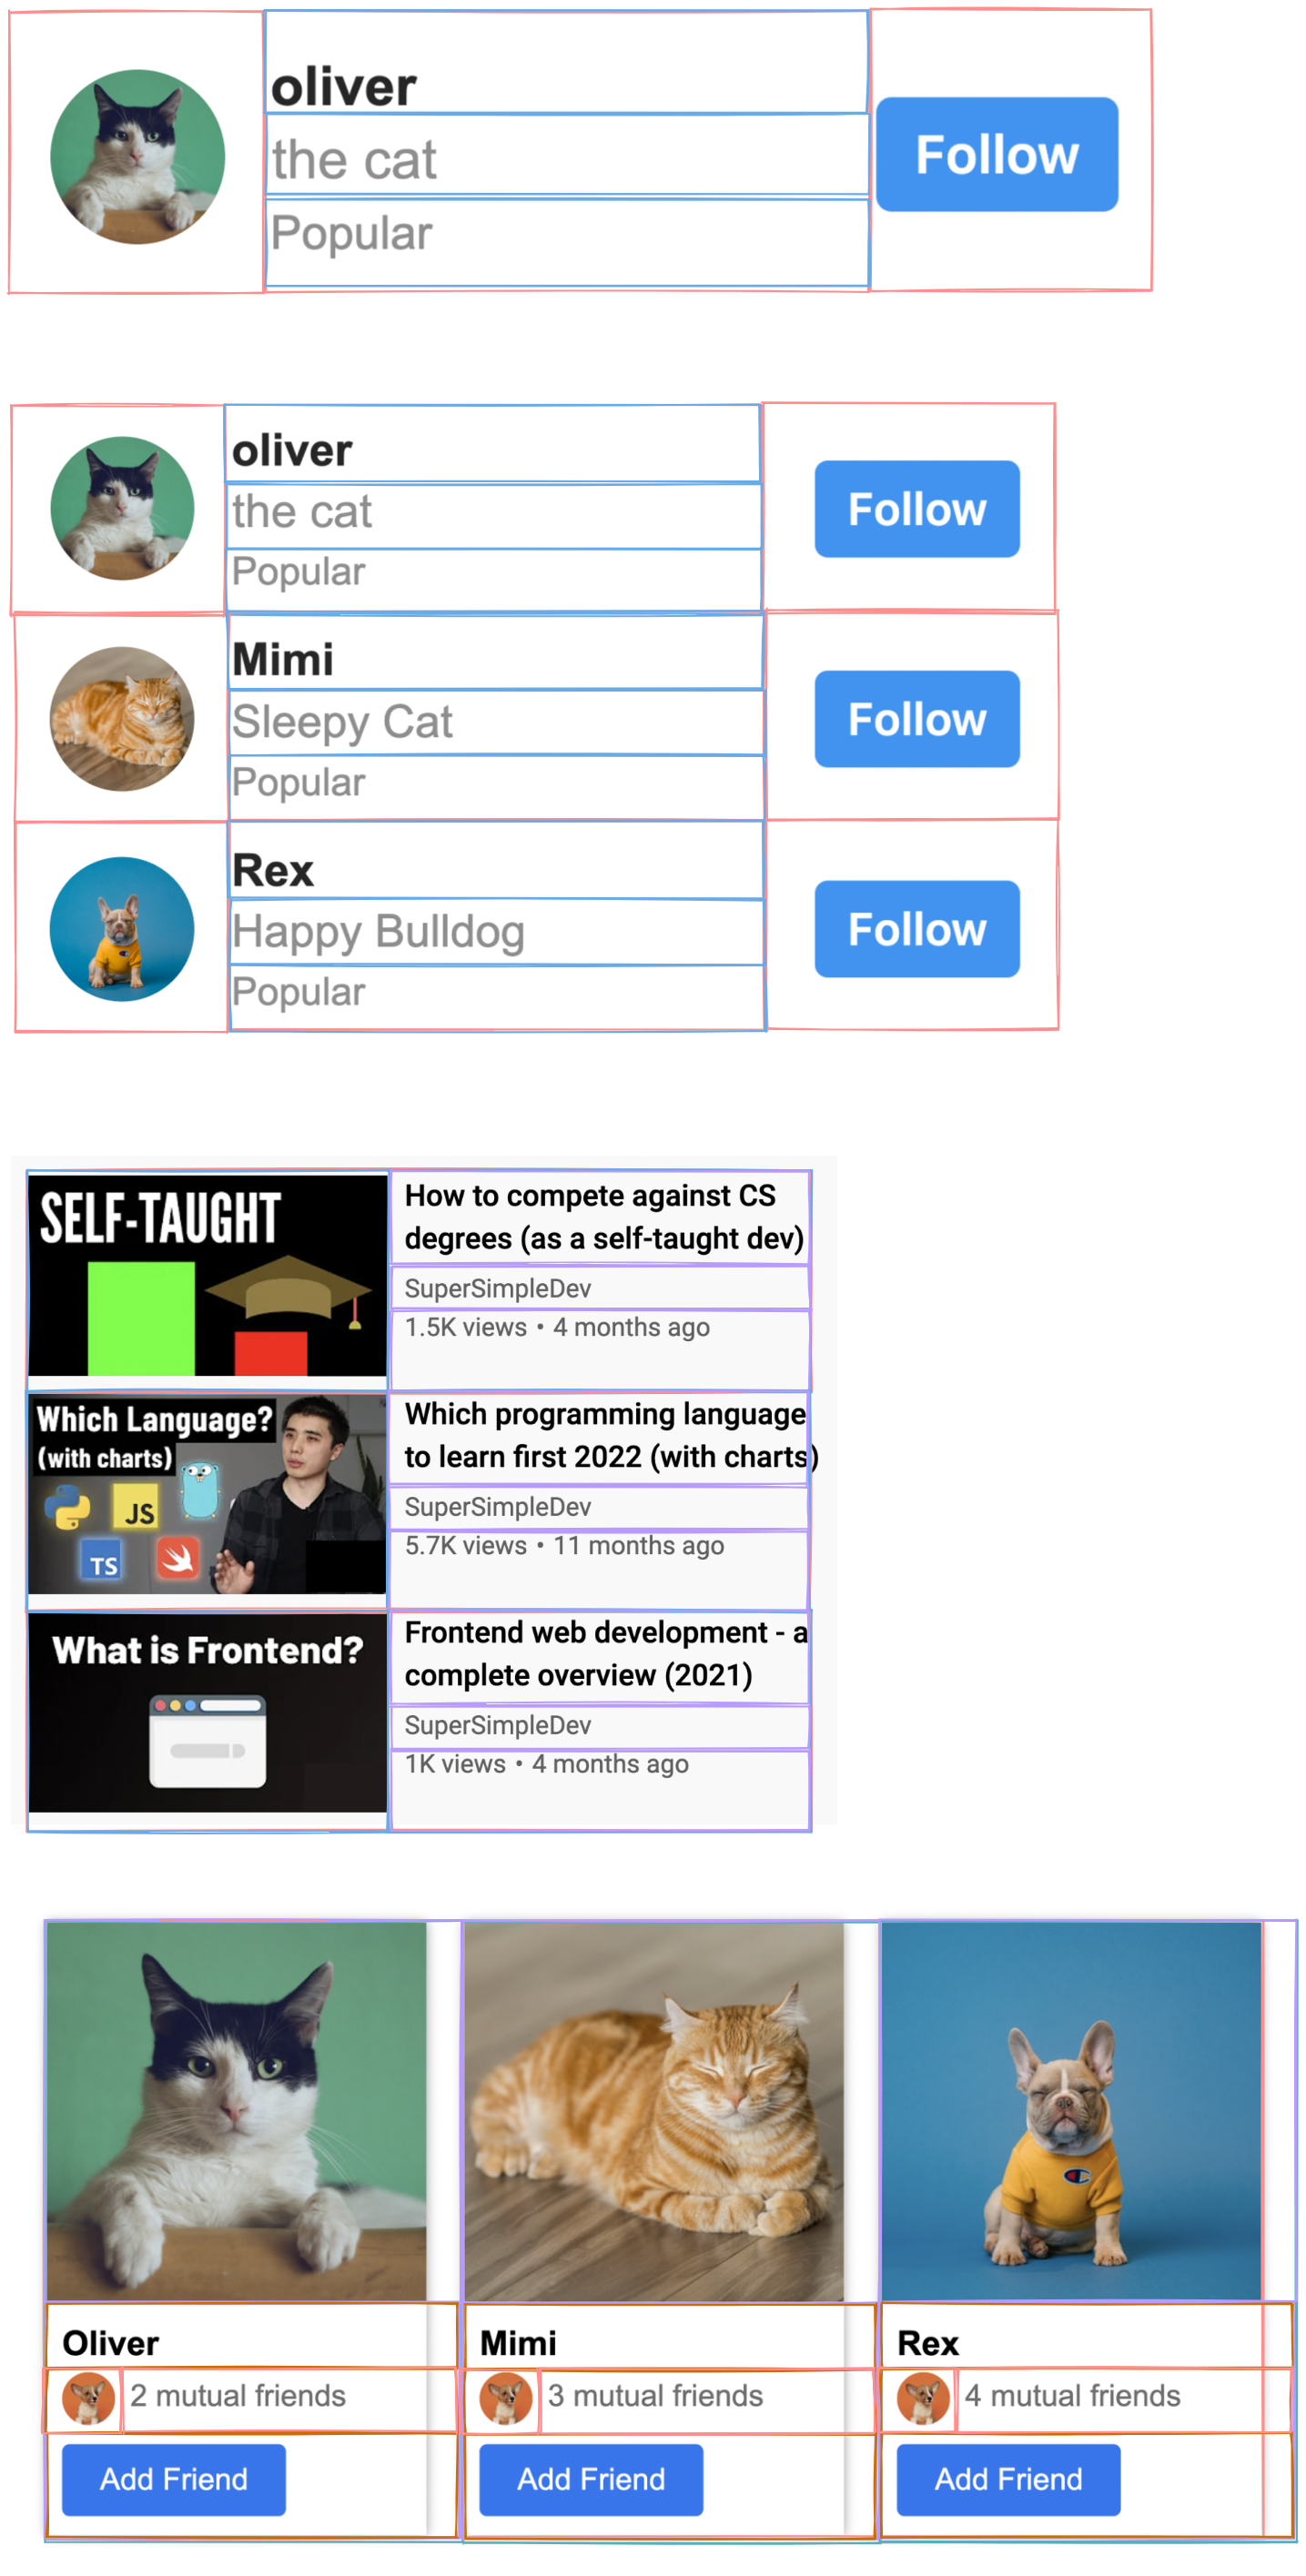 oliver
the cat
Popular
Follow
oliver
the cat
Popular
Follow
Mimi
Sleepy Cat
Popular
Follow
Rex
Happy Bulldog
Popular
Follow
SELF-TAUGHT
How to compete against CS
degrees (as a self-taught dev)
SuperSimpleDev
1.5K views • 4 months ago
Which Language?
(with charts)
JS
TS
Which programming language
to learn first 2022 (with charts)
SuperSimpleDev
5.7K views • 11 months ago
What is Frontend?
Frontend web development - a
complete overview (2021)
SuperSimpleDev
1K views • 4 months ago
Oliver
2 mutual friends
Add Friend
Mimi
3 mutual friends
Add Friend
Rex
4 mutual friends
Add Friend